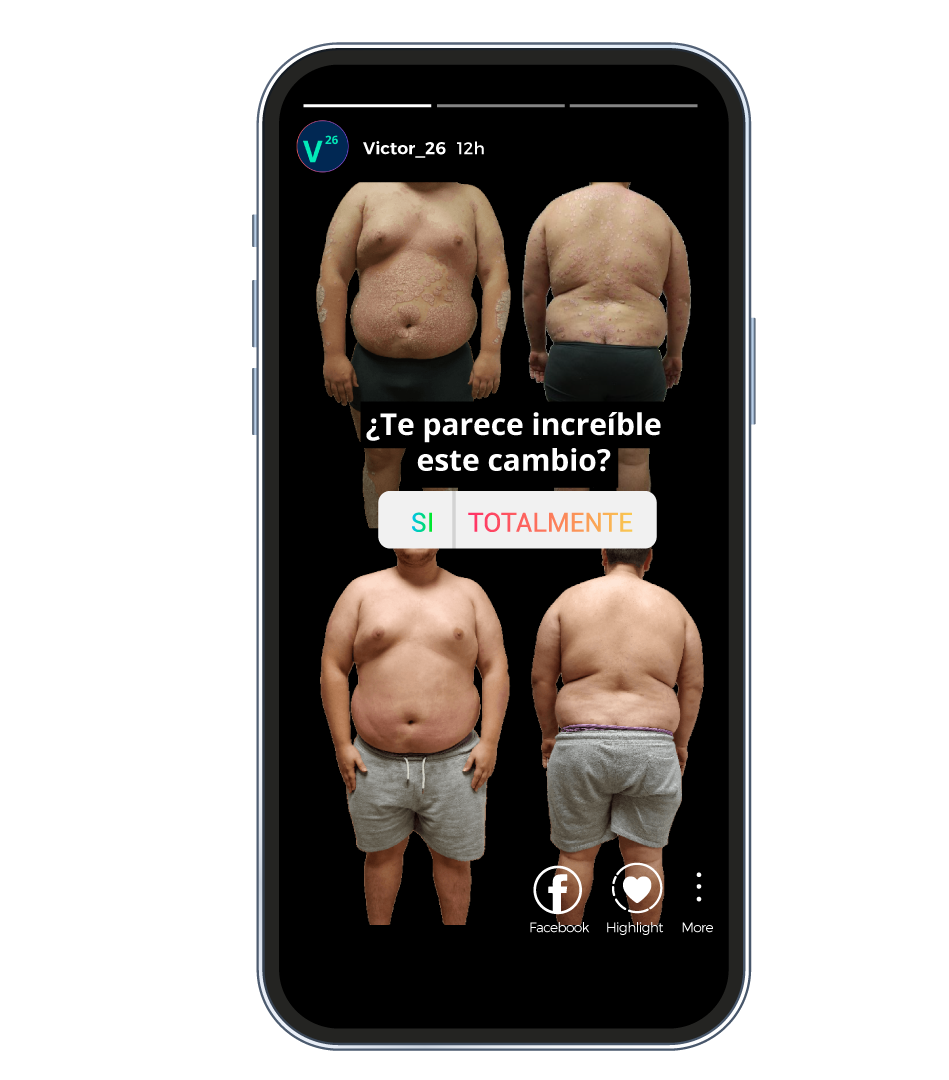 V26
Victor_26 12h
¿Te parece increíble
este cambio?
SI TOTALMENTE
Facebook Highlight More